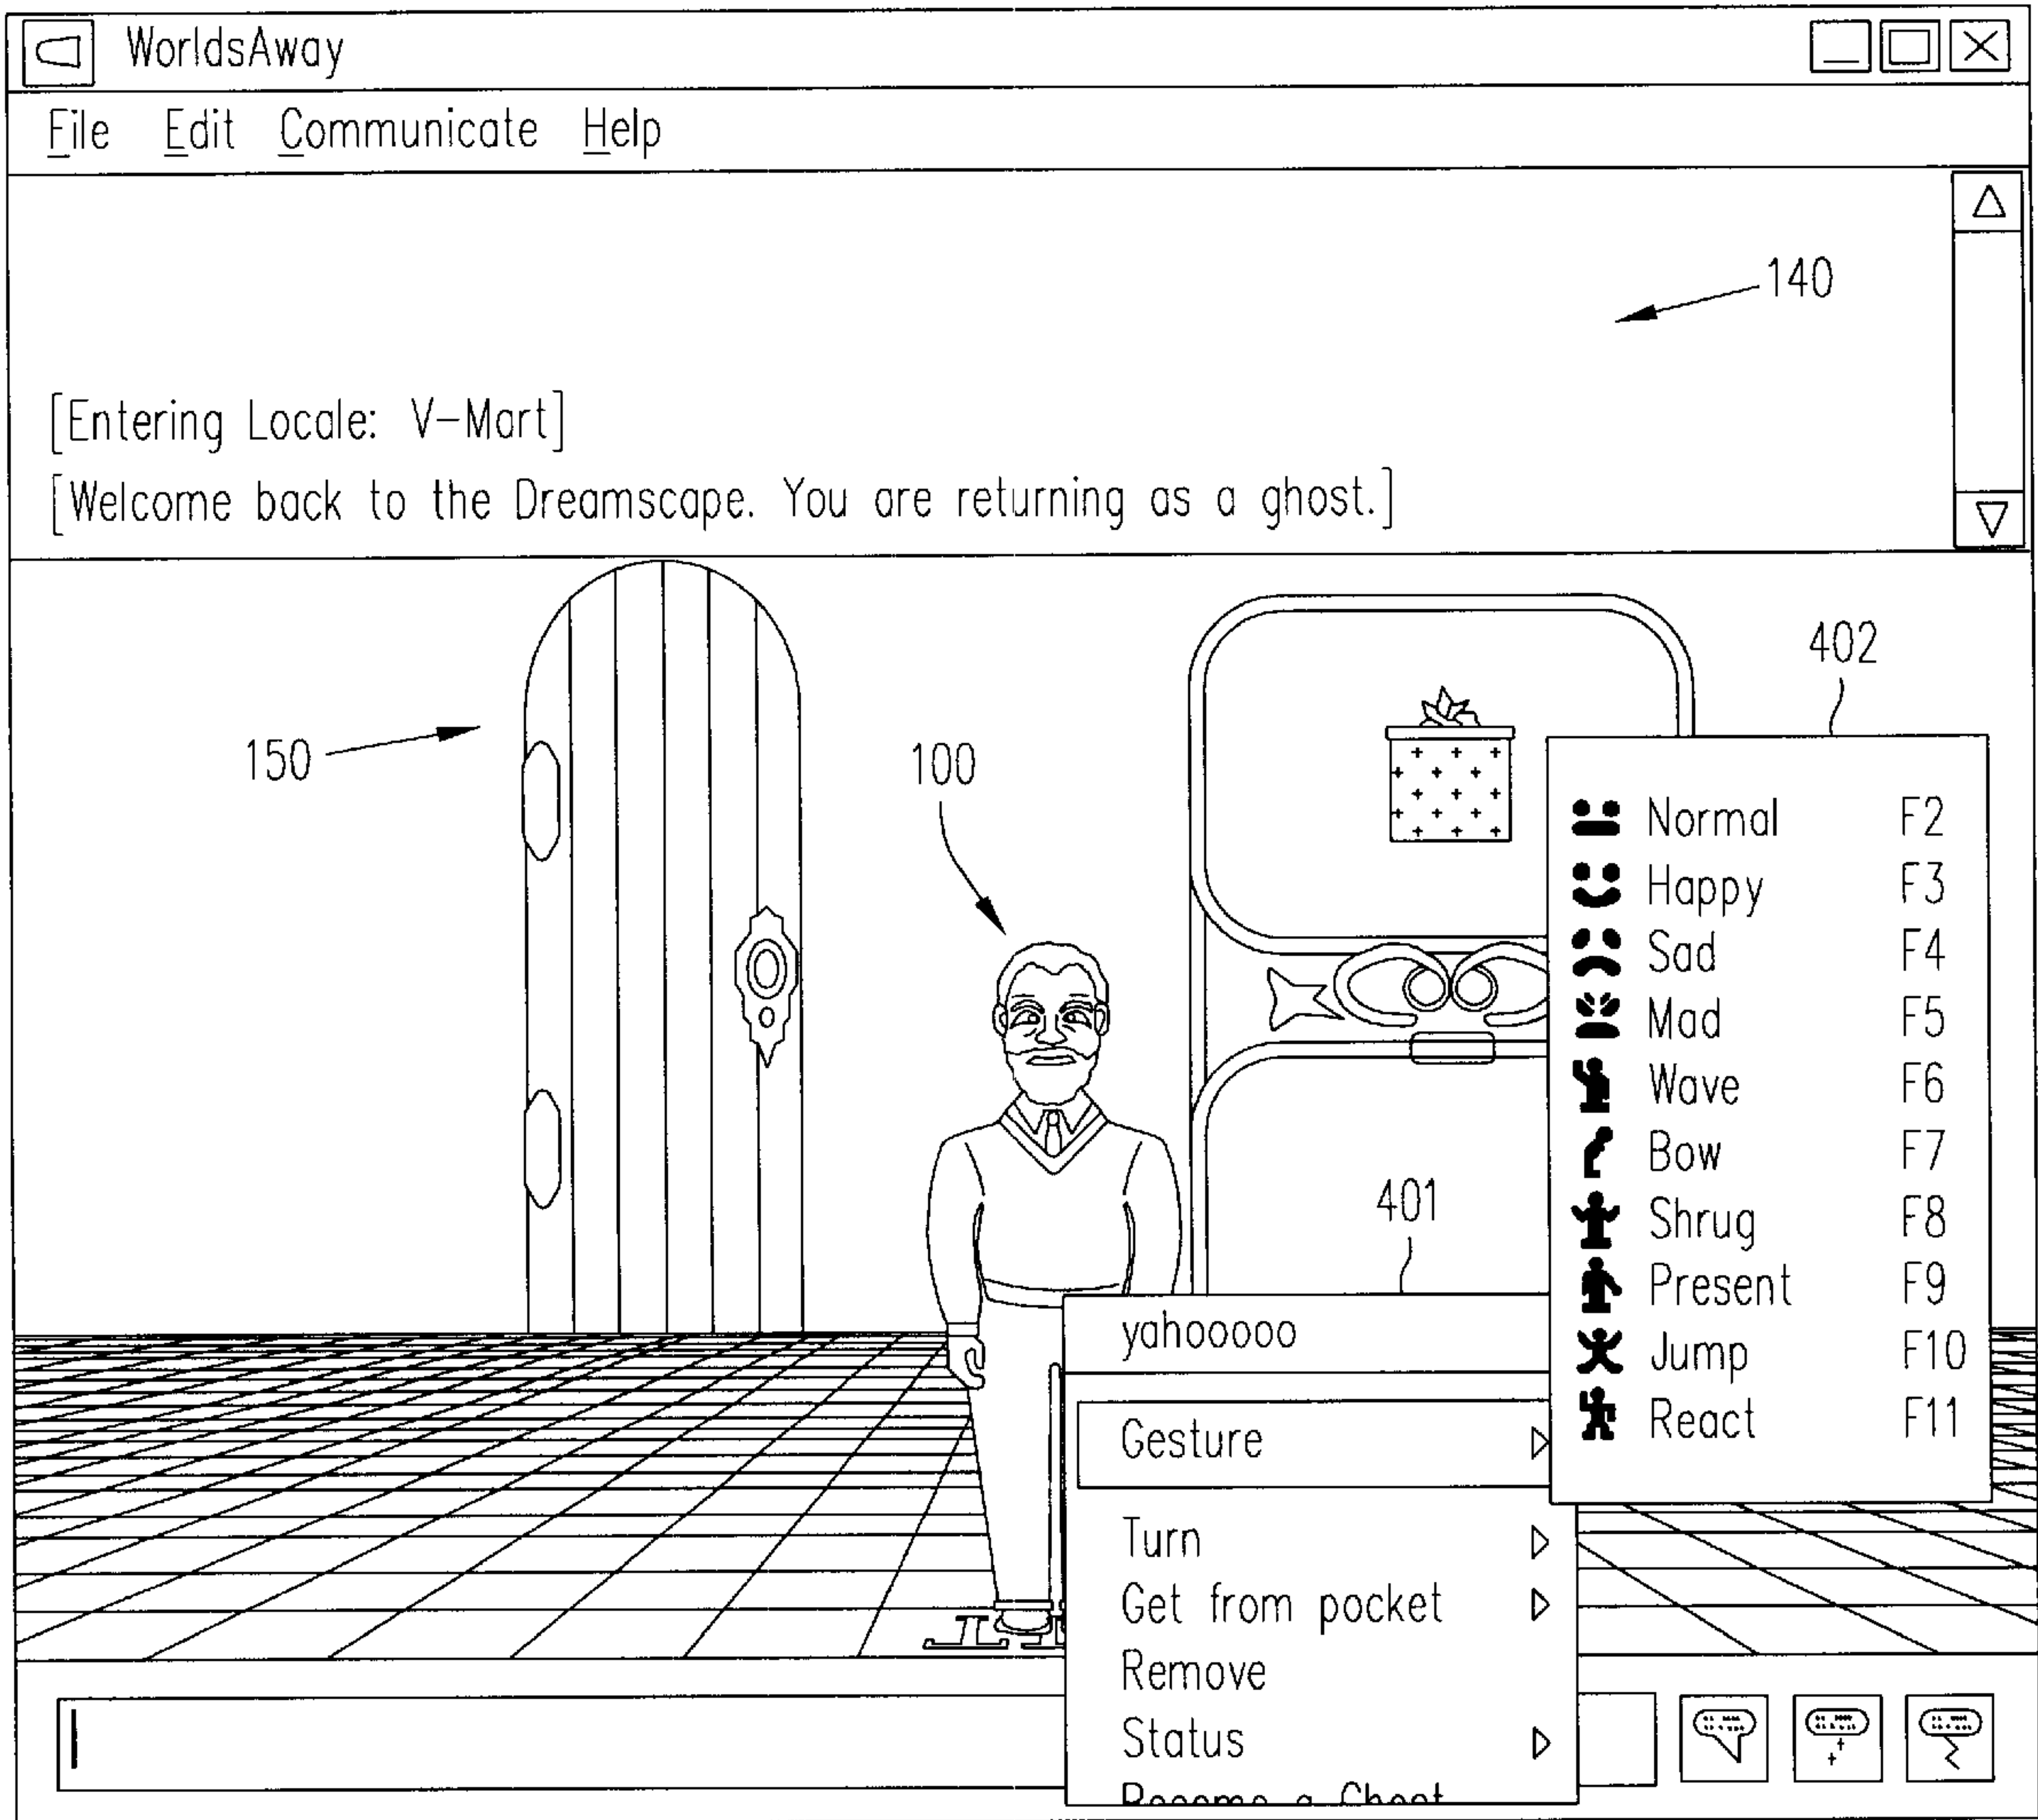 WorldsAway
File Edit Communicate Help
140
[Entering Locale: V-Mart]
[Welcome back to the Dreamscape. You are returning as a ghost.]
402
150
100
Normal F2
Happy F3
Sad F4
Mad F5
Wave F6
Bow F7
401
Shrug F8
Present F9
yahooooo
Jump F10
React F11
Gesture
Turn
Get from pocket
Remove
Status
Become a Ghost